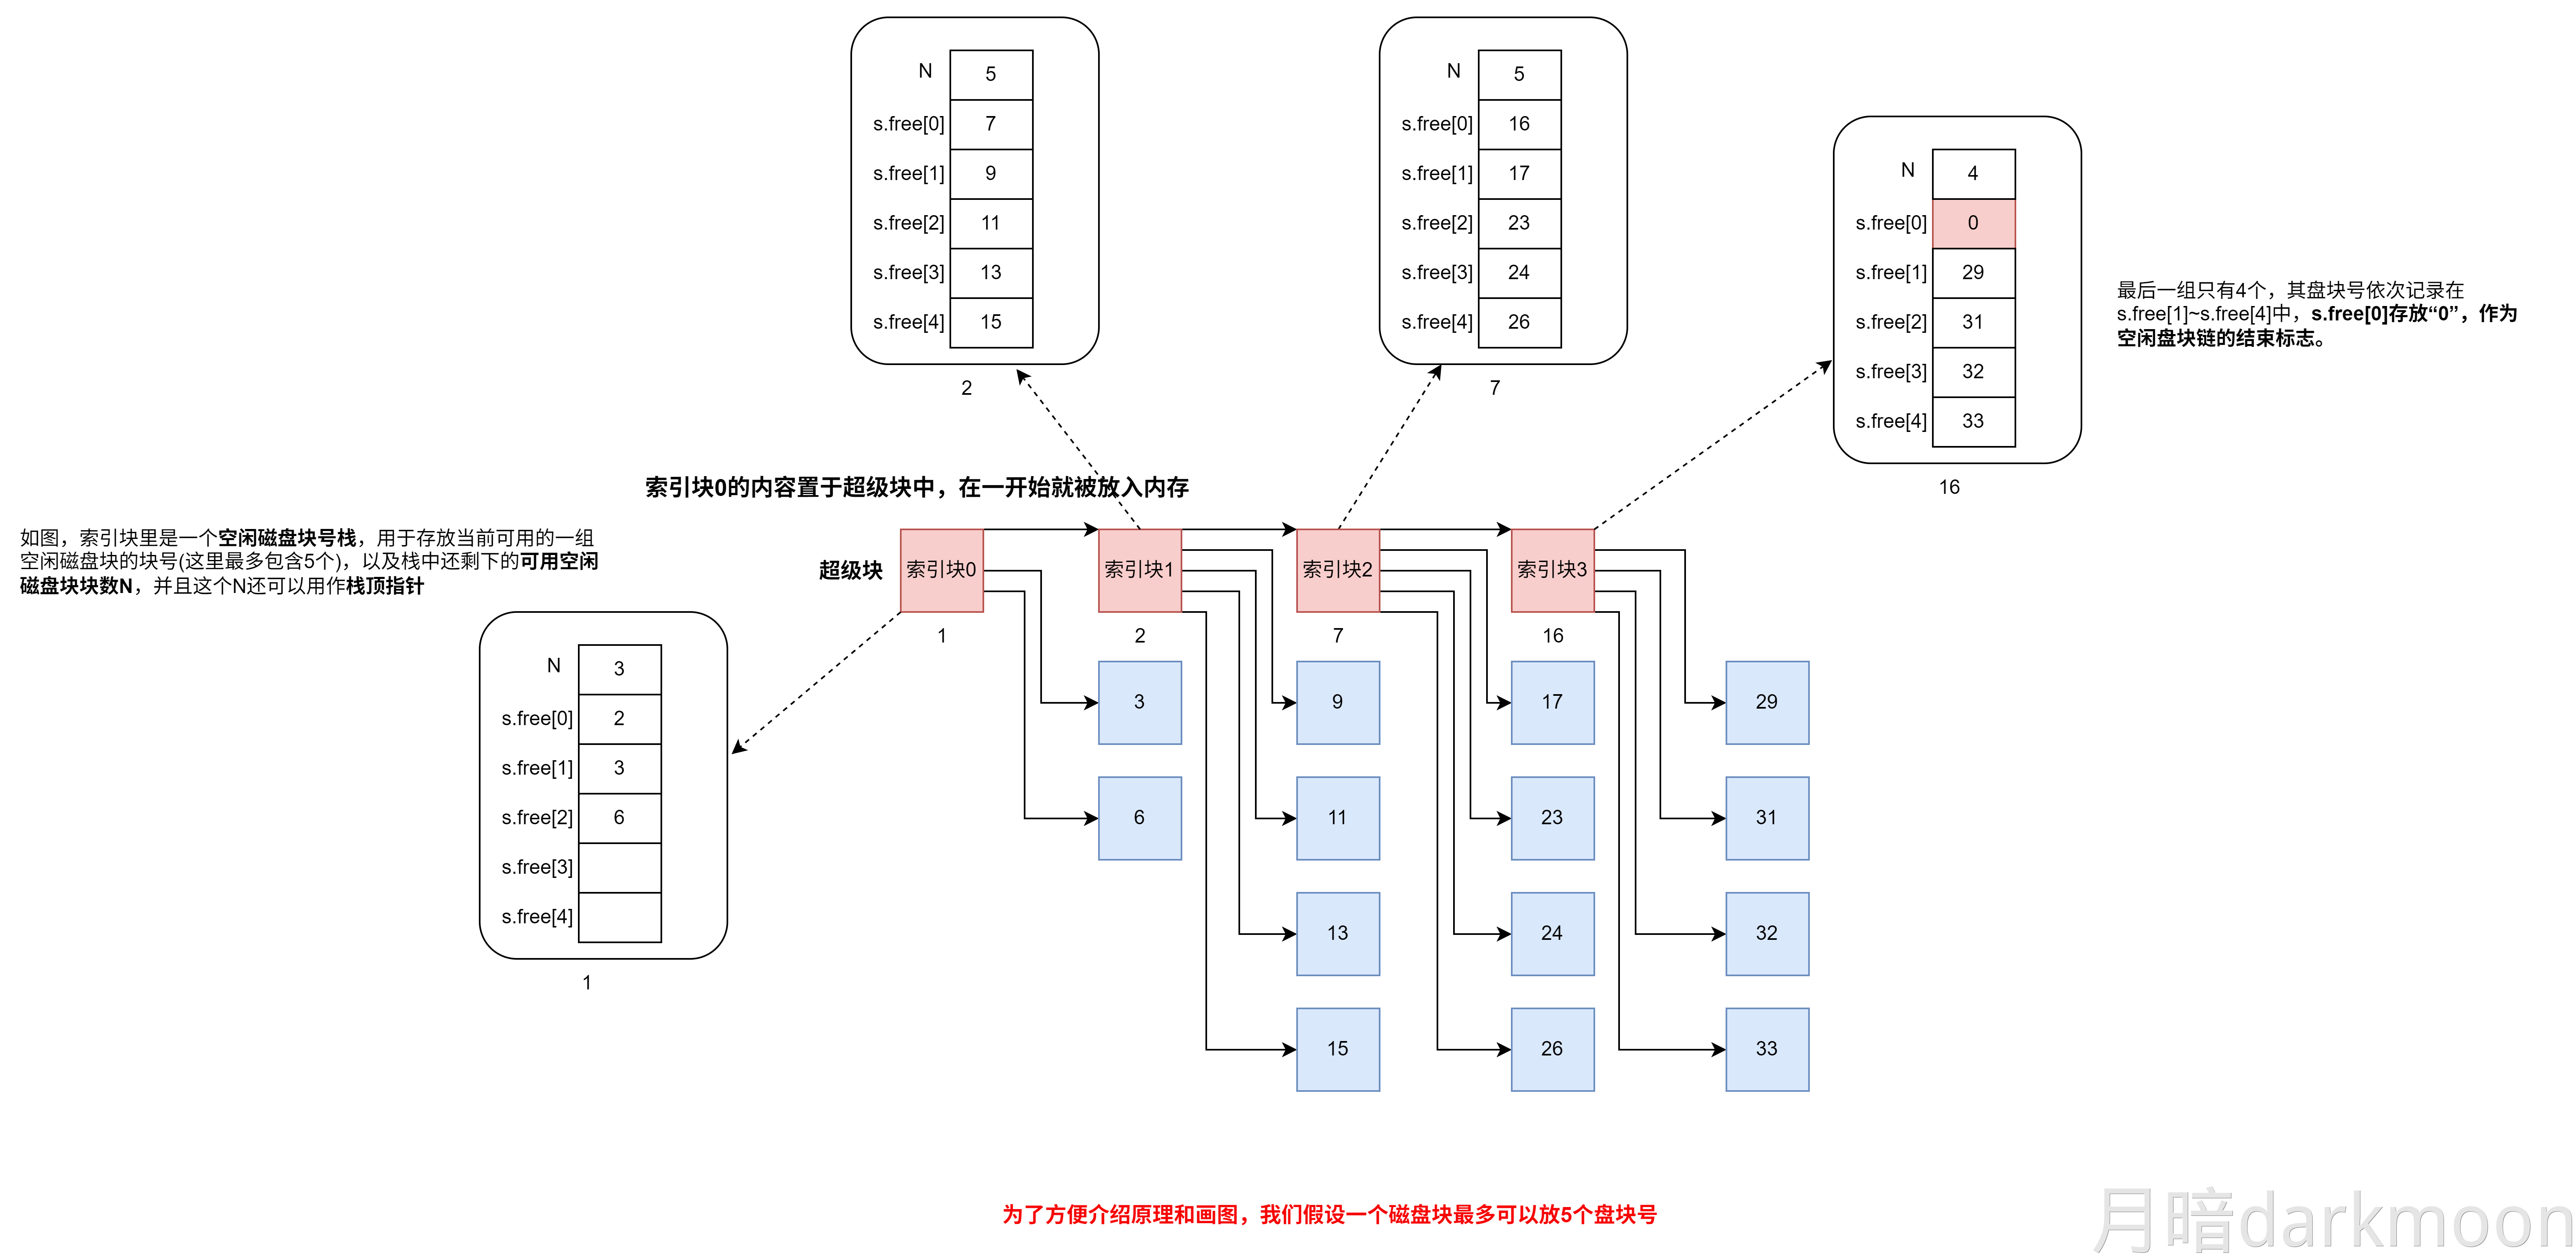 N 5
s.free[0] 7
s.free[1] 9
s.free[2] 11
s.free[3] 13
s.free[4] 15
2
N 5
s.free[0] 16
s.free[1] 17
s.free[2] 23
s.free[3] 24
s.free[4] 26
7
N 4
s.free[0] 0
s.free[1] 29
s.free[2] 31
s.free[3] 32
s.free[4] 33
16
最后一组只有4个，其盘块号依次记录在
s.free[1]~s.free[4]中，s.free[0]存放“0”，作为
空闲盘块链的结束标志。
索引块0的内容置于超级块中，在一开始就被放入内存
如图，索引块里是一个空闲磁盘块号栈，用于存放当前可用的一组
空闲磁盘块的块号(这里最多包含5个)，以及栈中还剩下的可用空闲
磁盘块块数N，并且这个N还可以用作栈顶指针
超级块 索引块0 索引块1 索引块2 索引块3
1 2 7 16
N 3
s.free[0] 2
s.free[1] 3
s.free[2] 6
s.free[3]
s.free[4]
1
3 9 17 29
6 11 23 31
13 24 32
15 26 33
为了方便介绍原理和画图，我们假设一个磁盘块最多可以放5个盘块号
月暗darkmoon